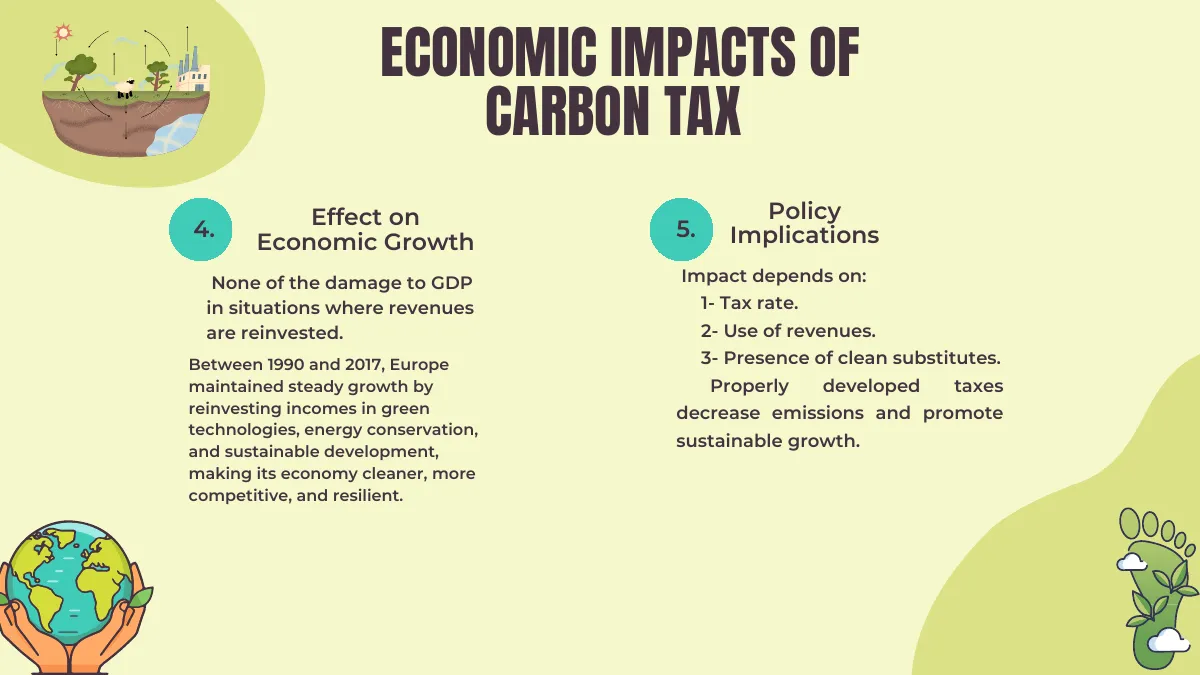 ECONOMIC IMPACTS OF
CARBON TAX
4.
Effect on
Economic Growth
None of the damage to GDP
in situations where revenues
are reinvested.
Between 1990 and 2017, Europe
maintained steady growth by
reinvesting incomes in green
technologies, energy conservation,
and sustainable development,
making its economy cleaner, more
competitive, and resilient.
5.
Policy
Implications
Impact depends on:
1- Tax rate.
2- Use of revenues.
3- Presence of clean substitutes.
Properly developed taxes
decrease emissions and promote
sustainable growth.